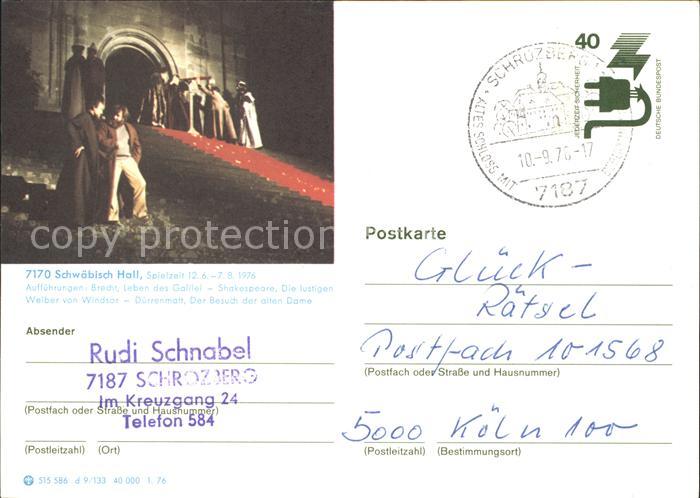 40
JEDERZEIT SICHERHEIT
DEUTSCHE BUNDESPOST
SCHROZBERG
ALTES SCHLOSS MIT
10.-9.76-17
7187
copy protection
7170 Schwäbisch Hall, Spielzeit 12. 6. – 7. 8. 1976
Aufführungen: Brecht, Leben des Galilei – Shakespeare, Die lustigen
Weiber von Windsor – Dürrenmatt, Der Besuch der alten Dame
Absender
Rudi Schnabel
7187 SCHROZBERG
Im Kreuzgang 24
(Postfach oder Straße und Hausnummer)
Telefon 584
(Postleitzahl) (Ort)
515 586 d 9/133 40 000 1. 76
Postkarte
Glück-
Rätsel
Postfach 101568
(Postfach oder Straße und Hausnummer)
5000 Köln 100
(Postleitzahl) (Bestimmungsort)